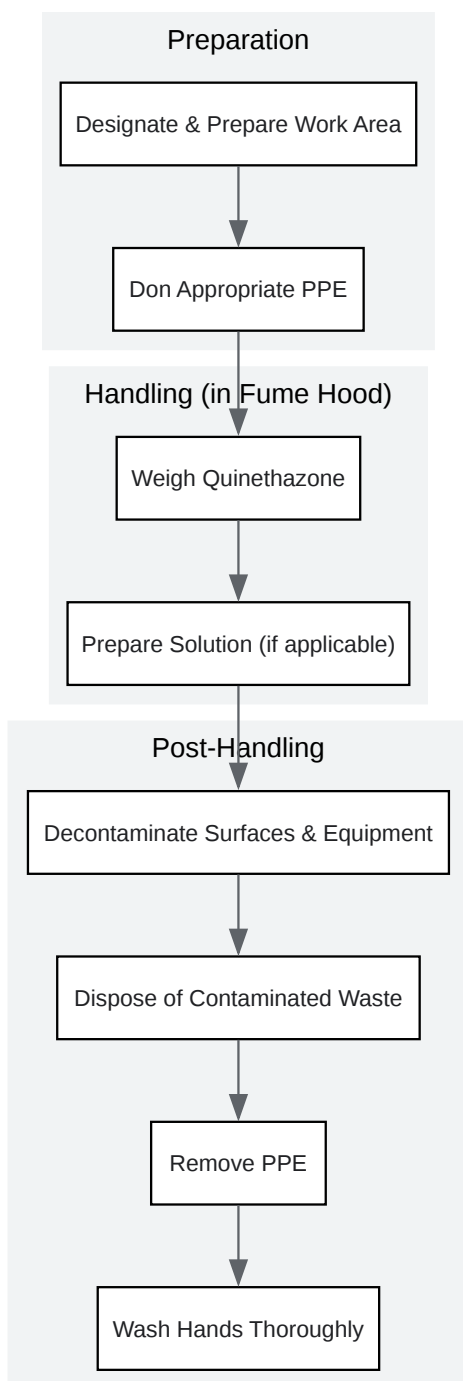 Preparation
Designate & Prepare Work Area
Don Appropriate PPE
Handling (in Fume Hood)
Weigh Quinethazone
Prepare Solution (if applicable)
Post-Handling
Decontaminate Surfaces & Equipment
Dispose of Contaminated Waste
Remove PPE
Wash Hands Thoroughly